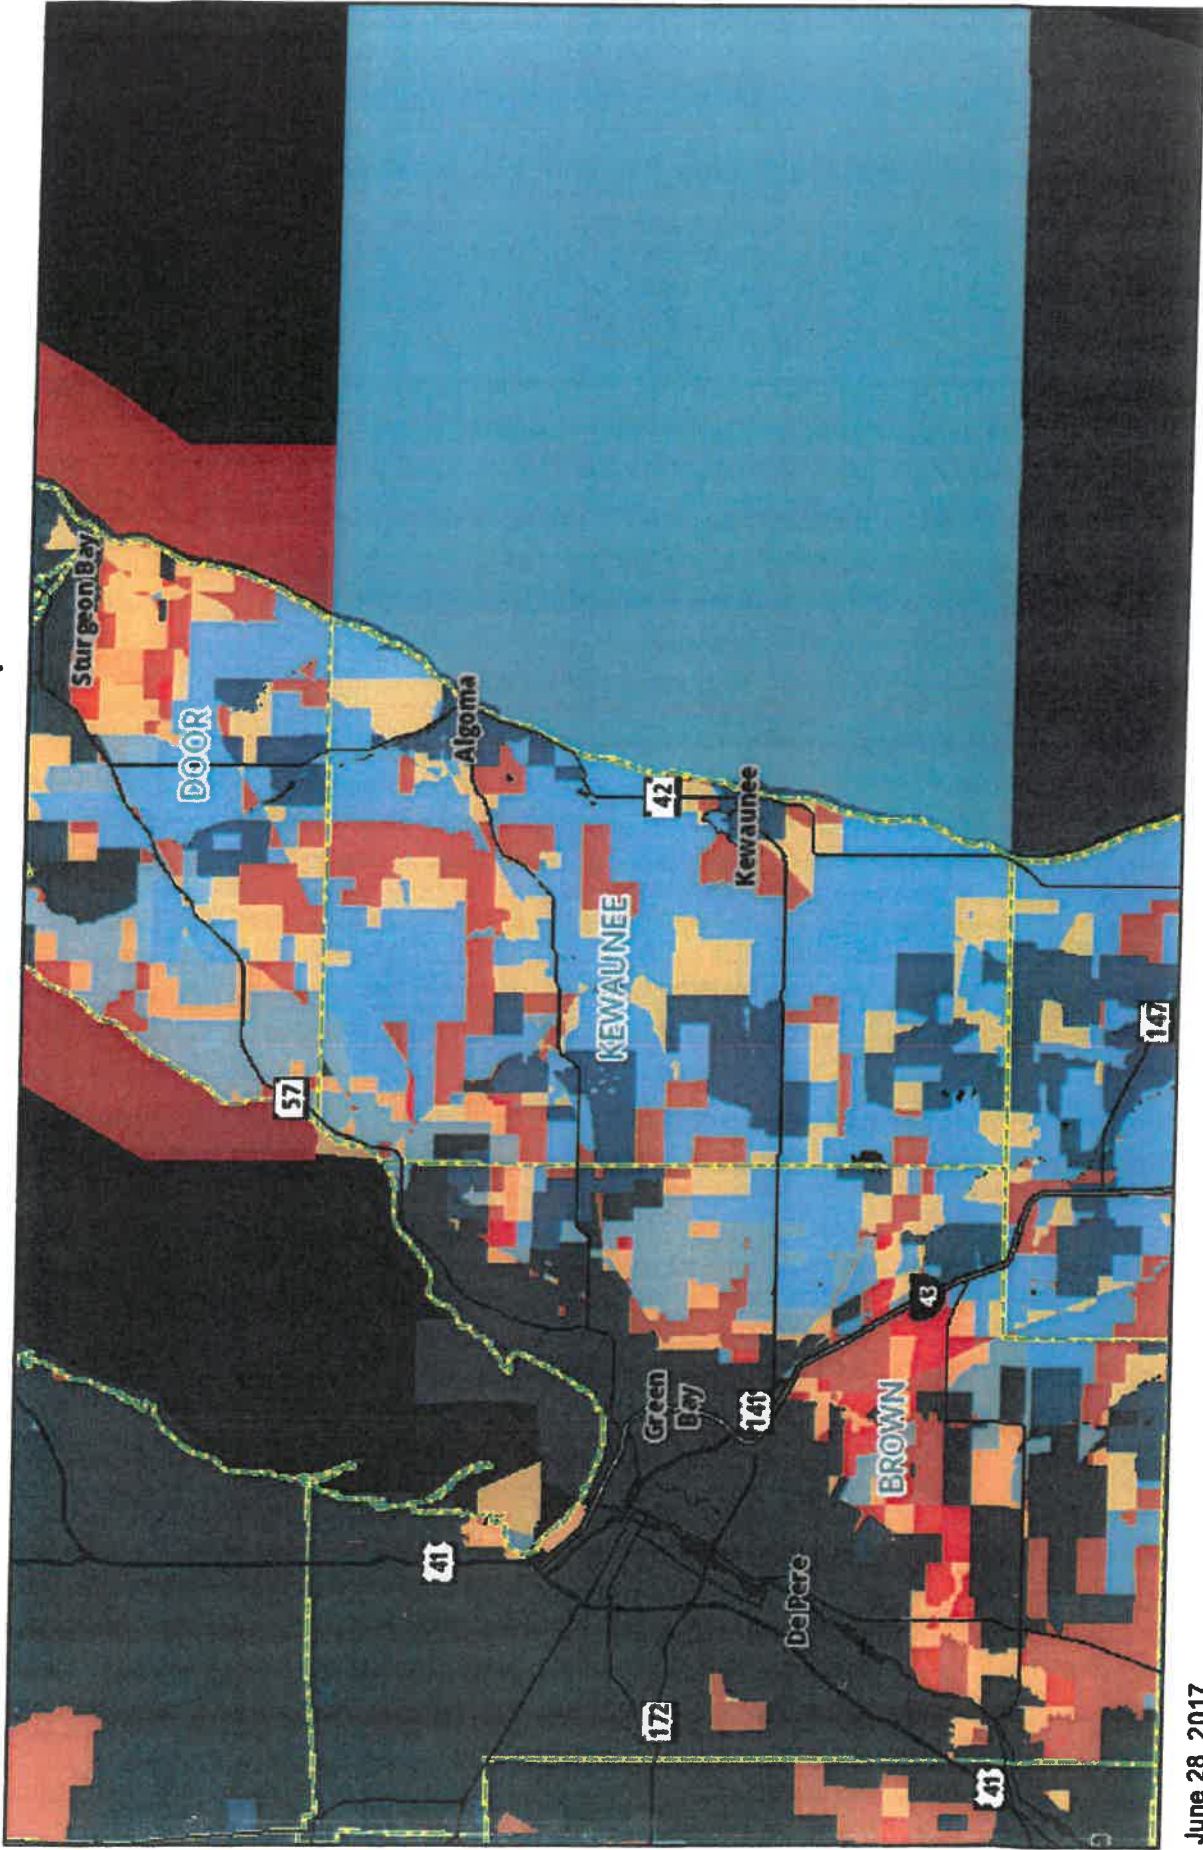 Sturgeon Bay
DOOR
57
Algoma
42
KEWAUNEE
Kewaunee
41
Green
Bay
141
43
147
172
De Pere
BROWN
41
June 28, 2017